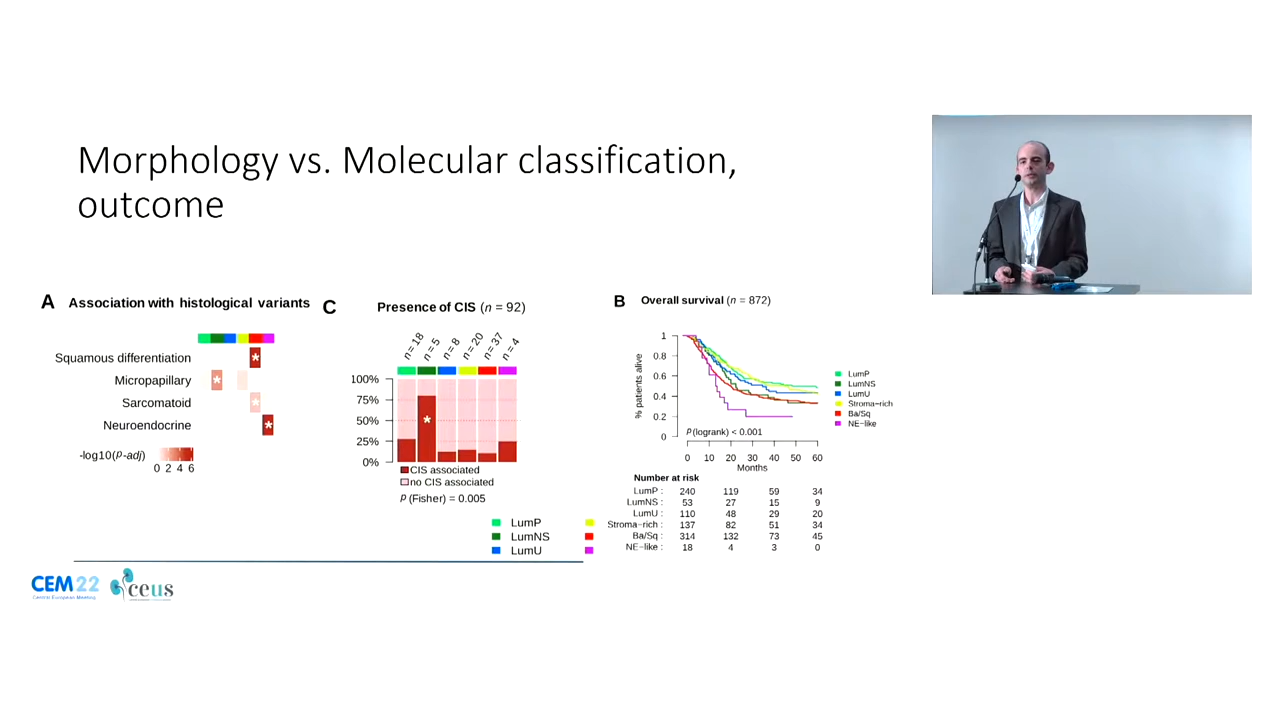 Morphology vs. Molecular classification,
outcome
A Association with histological variants
Squamous differentiation
*
Micropapillary
*
Sarcomatoid
*
Neuroendocrine
*
-log10(p-adj)
0 2 4 6
C Presence of CIS (n = 92)
n = 18 n = 5 n = 8 n = 20 n = 37 n = 4
100%
75%
50%
25%
0%
*
CIS associated
no CIS associated
p (Fisher) = 0.005
LumP
LumNS
LumU
B Overall survival (n = 872)
% patients alive
1
0.8
0.6
0.4
0.2
0
P (logrank) < 0.001
0 10 20 30 40 50 60
Months
LumP
LumNS
LumU
Stroma-rich
Ba/Sq
NE-like
Number at risk
LumP : 240 119 59 34
LumNS : 53 27 15 9
LumU : 110 48 29 20
Stroma-rich : 137 82 51 34
Ba/Sq : 314 132 73 45
NE-like : 18 4 3 0
CEM22
Central European Meeting
ceus